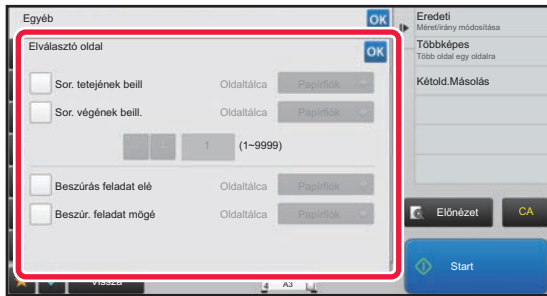 Egyéb
OK
Elválasztó oldal
OK
Sor. tetejének beill
Oldaltálca
Papírfiók
Sor. végének beill.
Oldaltálca
Papírfiók
1
(1~9999)
Beszúrás feladat elé
Oldaltálca
Papírfiók
Beszúr. feladat mögé
Oldaltálca
Papírfiók
Vissza
4
A3
Eredeti
Méret/irány módosítása
Többképes
Több oldal egy oldalra
Kétold.Másolás
Előnézet
CA
Start